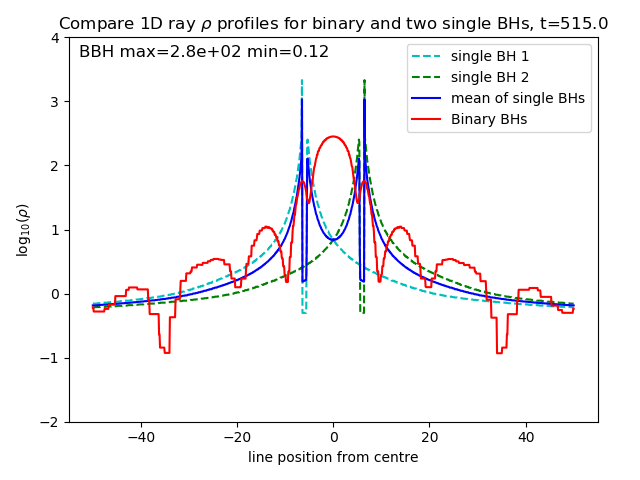 Compare 1D ray ρ profiles for binary and two single BHs, t=515.0
BBH max=2.8e+02 min=0.12
single BH 1
single BH 2
mean of single BHs
Binary BHs
log₁₀(ρ)
4
3
2
1
0
−1
−2
−40
−20
0
20
40
line position from centre